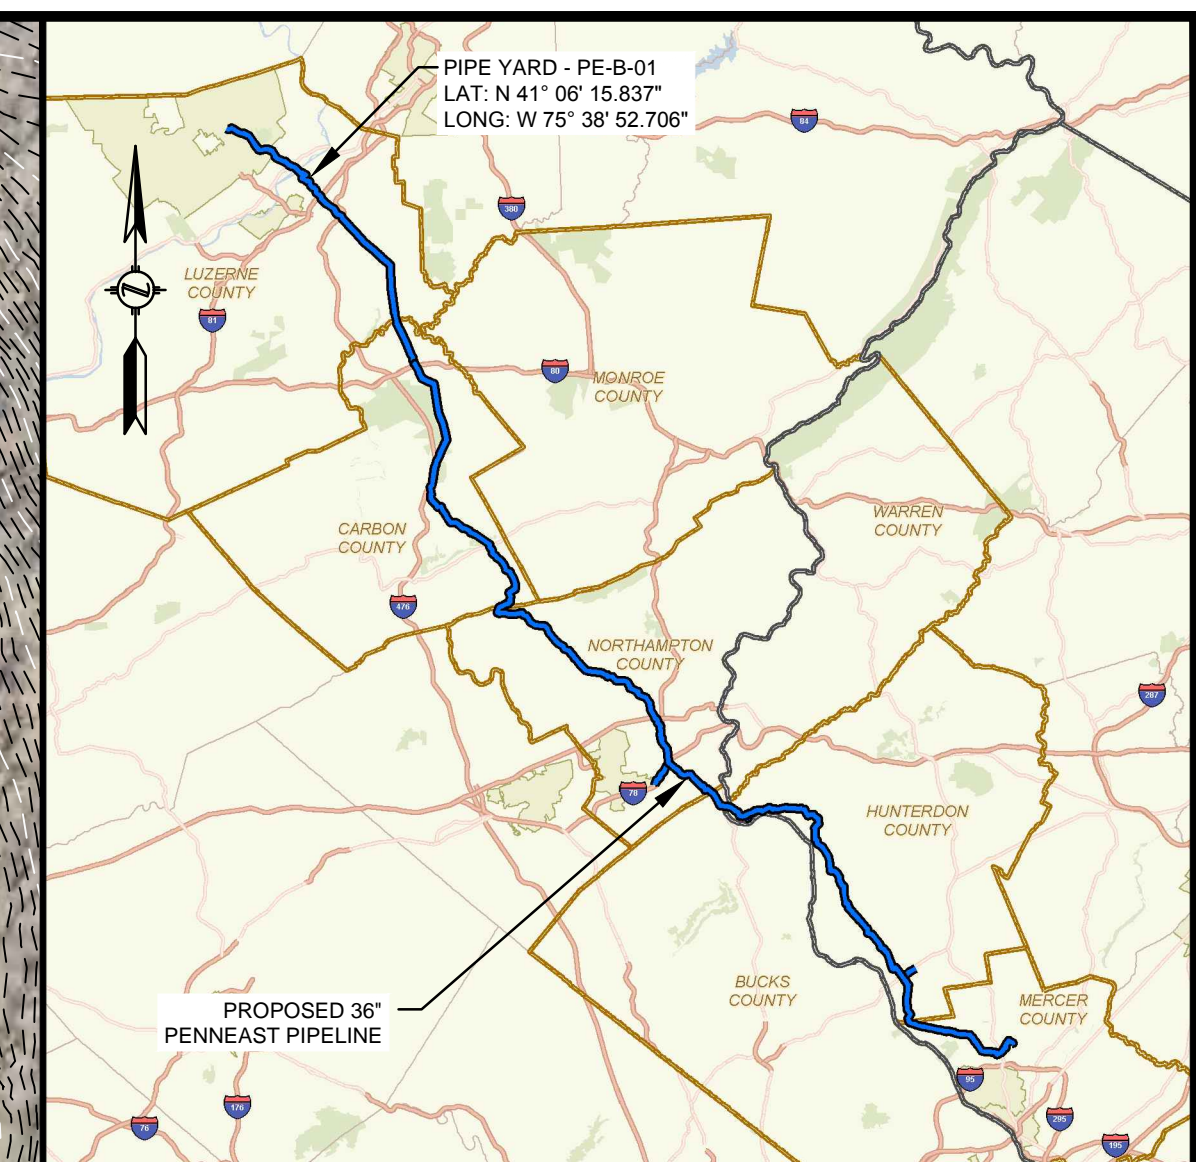 PIPE YARD - PE-B-01
LAT: N 41° 06' 15.837"
LONG: W 75° 38' 52.706"
84
380
LUZERNE
COUNTY
81
80
MONROE
COUNTY
WARREN
COUNTY
CARBON
COUNTY
476
NORTHAMPTON
COUNTY
287
78
HUNTERDON
COUNTY
BUCKS
COUNTY
PROPOSED 36"
PENNEAST PIPELINE
MERCER
COUNTY
95
176
295
76
195
N